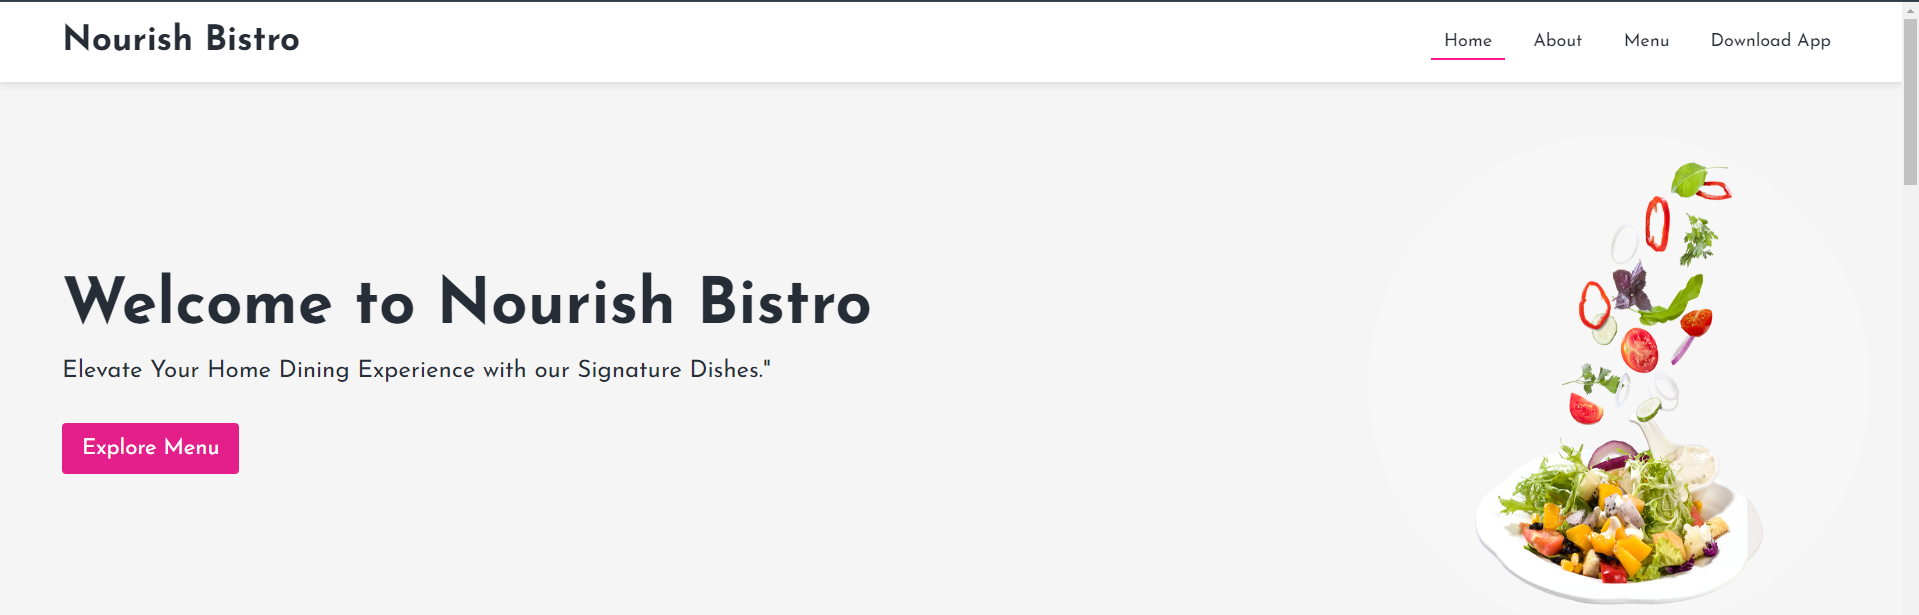 Nourish Bistro
Home About Menu Download App
Welcome to Nourish Bistro
Elevate Your Home Dining Experience with our Signature Dishes."
Explore Menu